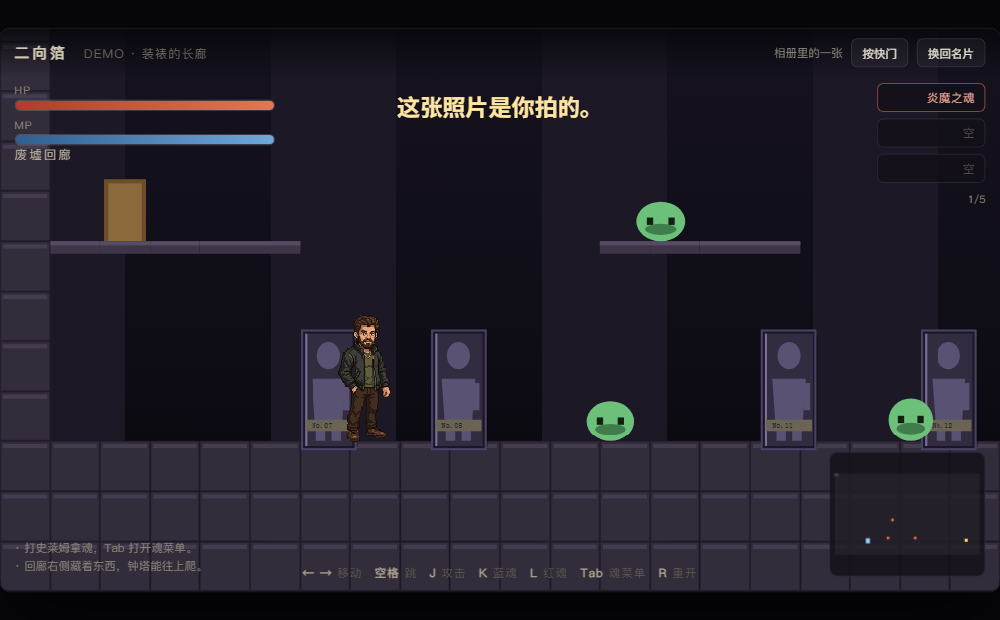 二向箔 DEMO · 装裱的长廊 相册里的一张 按快门 换回名片
HP
MP
废墟回廊
这张照片是你拍的。
炎魔之魂
空
空
1/5
No.07
No.08
No.11
No.12
· 打史莱姆拿魂，Tab 打开魂菜单。
· 回廊右侧藏着东西，钟塔能往上爬。
← → 移动 空格 跳 J 攻击 K 蓝魂 L 红魂 Tab 魂菜单 R 重开